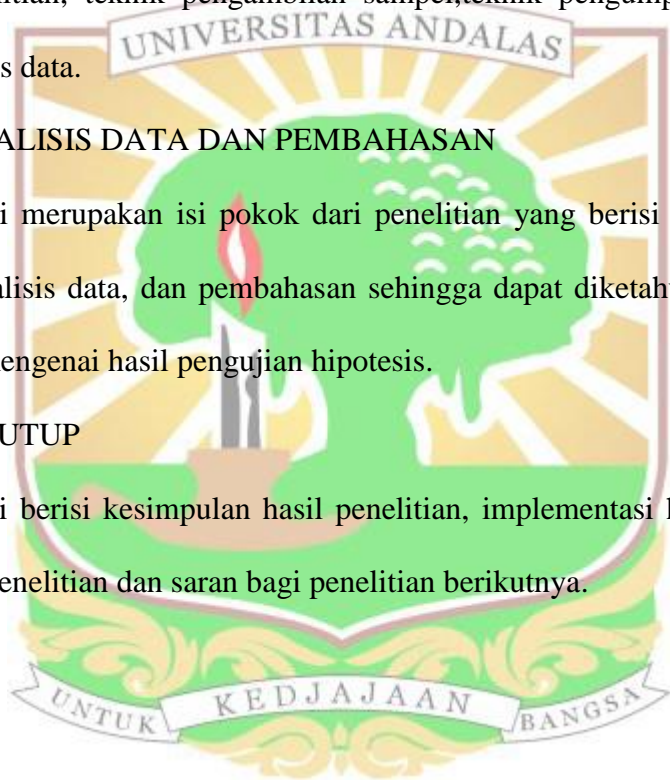 teknik pengambilan
UNIVERSITAS ANDALAS
s data.
ALISIS DATA DAN PEMBAHASAN
i merupakan isi pokok dari penelitian yang berisi
alisis data, dan pembahasan sehingga dapat
engenai hasil pengujian hipotesis.
UTUP
i berisi kesimpulan hasil penelitian, implementasi
enelitian dan saran bagi penelitian berikutnya.
UNTUK KEDJAJAAN BANGSA